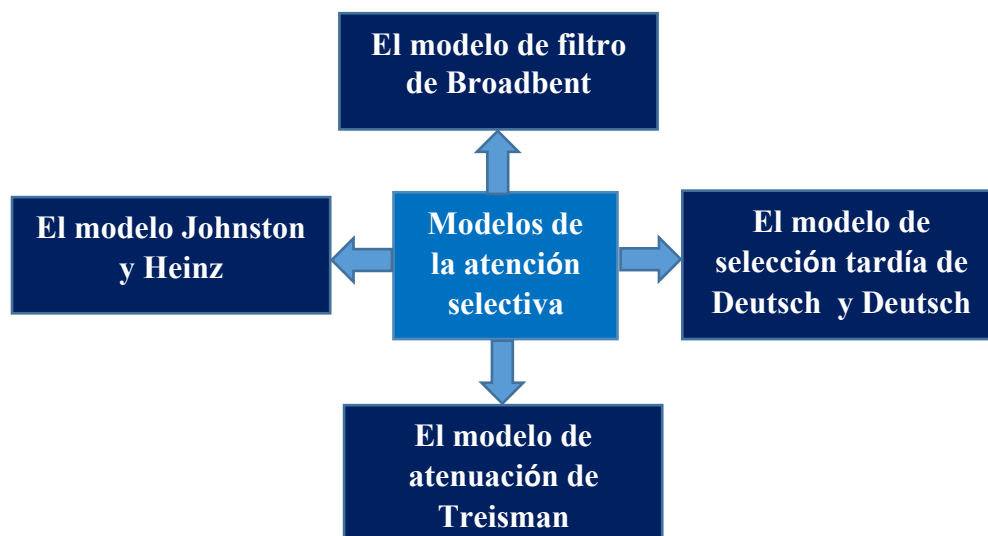 El modelo de filtro
de Broadbent
El modelo Johnston
y Heinz
Modelos de
la atención
selectiva
El modelo de
selección tardía de
Deutsch y Deutsch
El modelo de
atenuación de
Treisman